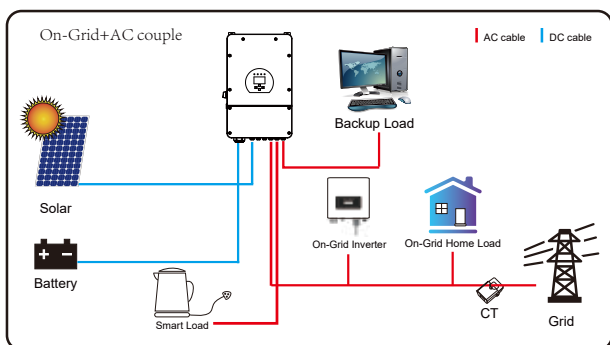 On-Grid+AC couple
AC cable
DC cable
Backup Load
Solar
On-Grid Inverter
On-Grid Home Load
Battery
Smart Load
CT
Grid